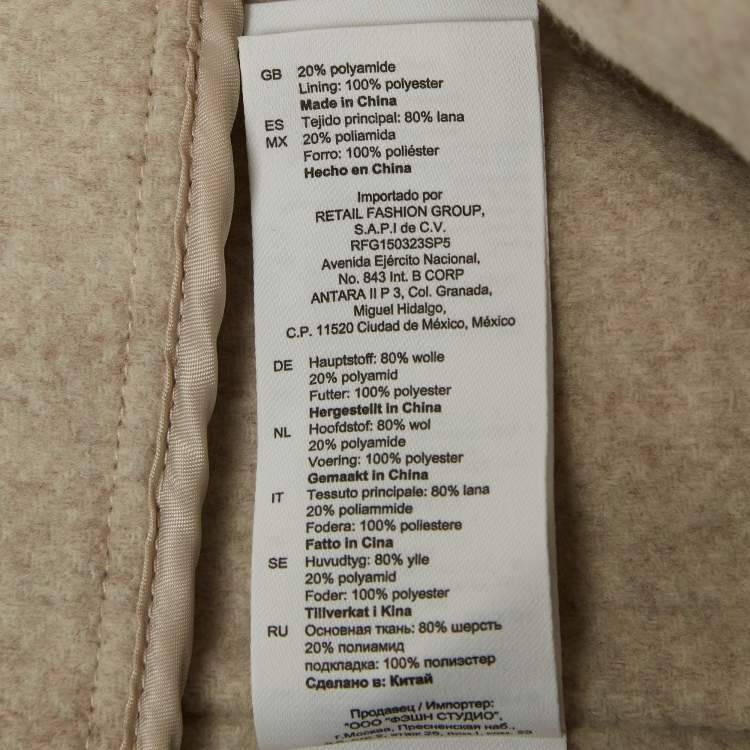 GB 20% polyamide
Lining: 100% polyester
Made in China
ES Tejido principal: 80% lana
MX 20% poliamida
Forro: 100% poliéster
Hecho en China
Importado por
RETAIL FASHION GROUP,
S.A.P.I de C.V.
RFG150323SP5
Avenida Ejército Nacional,
No. 843 Int. B CORP
ANTARA II P 3, Col. Granada,
Miguel Hidalgo,
C.P. 11520 Ciudad de México, México
DE Hauptstoff: 80% wolle
20% polyamid
Futter: 100% polyester
Hergestellt in China
NL Hoofdstof: 80% wol
20% polyamide
Voering: 100% polyester
Gemaakt in China
IT Tessuto principale: 80% lana
20% poliammide
Fodera: 100% poliestere
Fatto in Cina
SE Huvudtyg: 80% ylle
20% polyamid
Foder: 100% polyester
Tillverkat i Kina
RU Основная ткань: 80% шерсть
20% полиамид
подкладка: 100% полиэстер
Сделано в: Китай
Продавец / Импортер:
"ООО "ФЭШН СТУДИО",
г.Москва, Пресненская наб.,